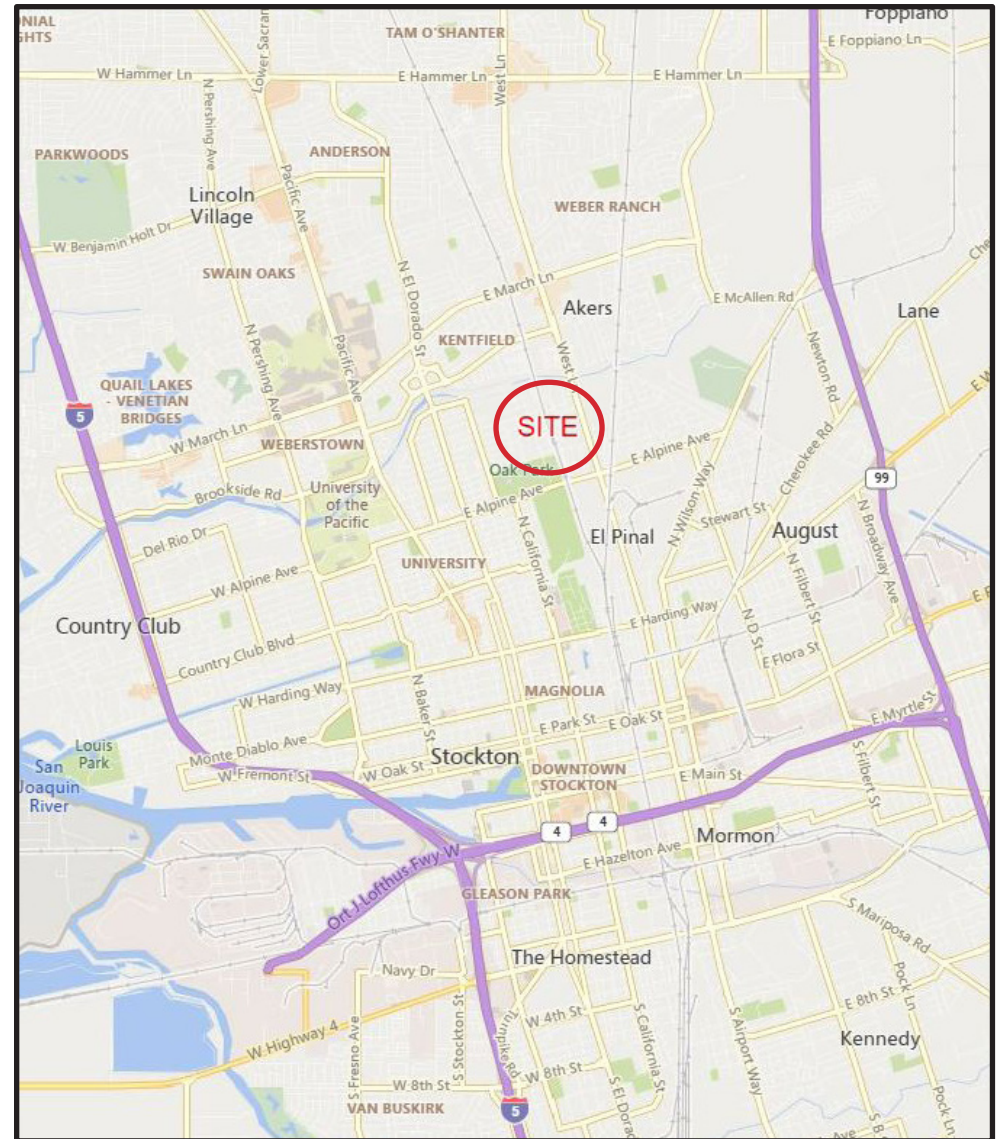 NIAL
GHTS
TAM O'SHANTER
Foppiano
E Foppiano Ln
W Hammer Ln
E Hammer Ln
E Hammer Ln
West Ln
N Pershing Ave
PARKWOODS
ANDERSON
Lincoln
Village
Pacific Ave
WEBER RANCH
W Benjamin Holt Dr
SWAIN OAKS
N El Dorado St
E March Ln
Akers
E McAllen Rd
Lane
KENTFIELD
N Pershing Ave
Pacific Ave
West L
Newton Rd
QUAIL LAKES
- VENETIAN
BRIDGES
5
SITE
W March Ln
WEBERSTOWN
E Alpine Ave
Cherokee Rd
Oak Park
99
Brookside Rd
University
of the
Pacific
E Alpine Ave
N Wilson Way
Stewart St
N Broadway Ave
Del Rio Dr
N California St
El Pinal
August
UNIVERSITY
W Alpine Ave
N Filbert St
Country Club
E Harding Way
N D St
Country Club Blvd
E Flora St
W Harding Way
N Baker St
MAGNOLIA
E Park St
E Oak St
E Myrtle St
Monte Diablo Ave
Louis
Park
San
Joaquin
River
Stockton
W Fremont St
W Oak St
DOWNTOWN
STOCKTON
E Main St
S Filbert St
4
4
Mormon
E Hazelton Ave
Ort J Lofthus Fwy W
GLEASON PARK
S Mariposa Rd
The Homestead
Navy Dr
Pock Ln
E 8th St
W 4th St
S California St
S Airport Way
W Highway 4
S Fresno Ave
S Stockton St
Turnpike Rd
Kennedy
W 8th St
W 8th St
S El Dorado
VAN BUSKIRK
5
Pock Ln